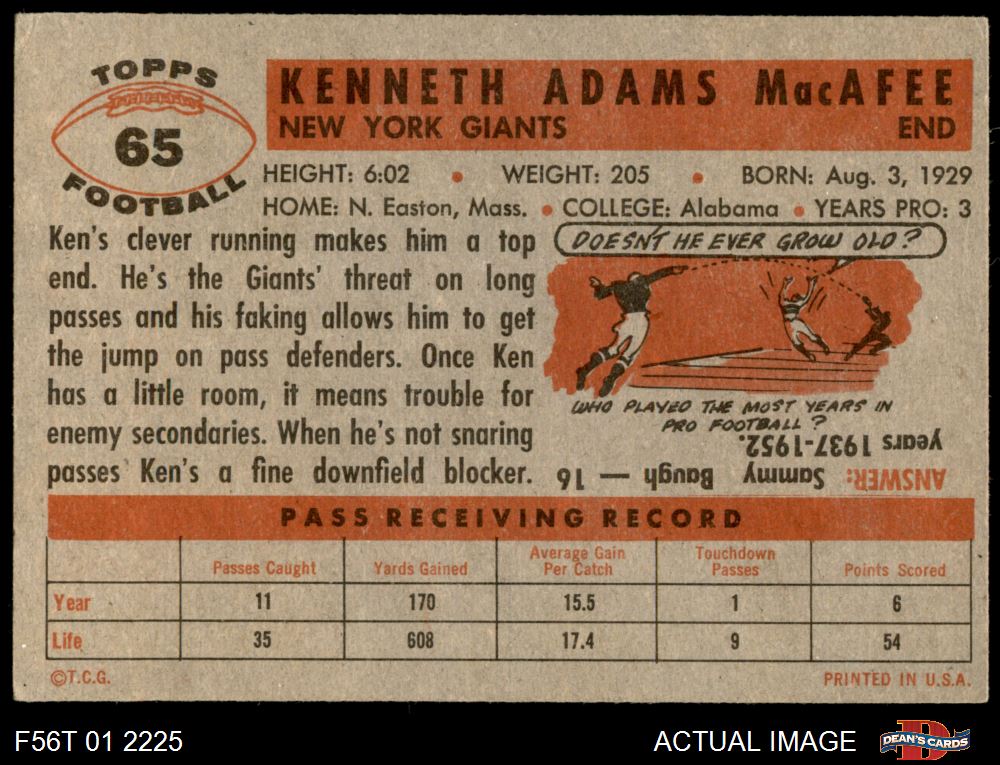 TOPPS
65
FOOTBALL
KENNETH ADAMS MacAFEE
NEW YORK GIANTS END
HEIGHT: 6:02 • WEIGHT: 205 • BORN: Aug. 3, 1929
HOME: N. Easton, Mass. • COLLEGE: Alabama • YEARS PRO: 3
Ken's clever running makes him a top
end. He's the Giants' threat on long
passes and his faking allows him to get
the jump on pass defenders. Once Ken
has a little room, it means trouble for
enemy secondaries. When he's not snaring
passes Ken's a fine downfield blocker.
DOESN'T HE EVER GROW OLD?
WHO PLAYED THE MOST YEARS IN
PRO FOOTBALL?
ANSWER: Sammy Baugh — 16
years 1937-1952.
PASS RECEIVING RECORD
Passes Caught Yards Gained Average Gain Per Catch Touchdown Passes Points Scored
Year 11 170 15.5 1 6
Life 35 608 17.4 9 54
©T.C.G. PRINTED IN U.S.A.
F56T 01 2225 ACTUAL IMAGE DEAN'S CARDS